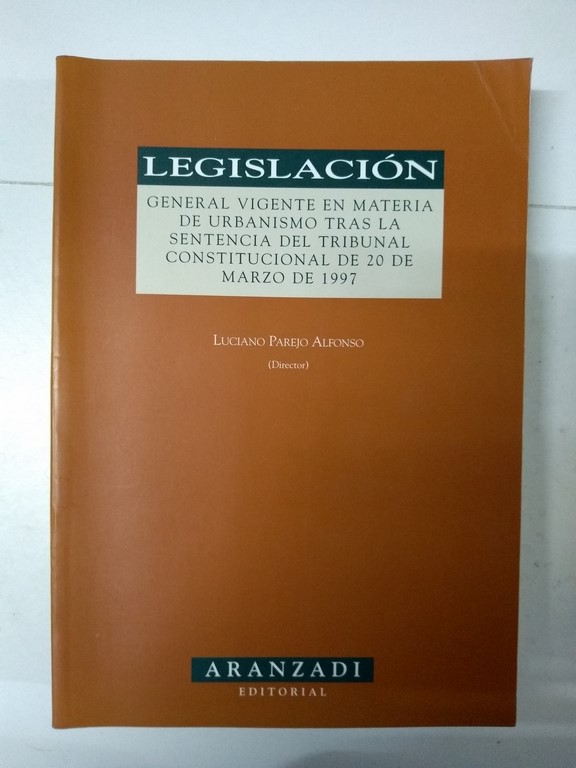 LEGISLACIÓN
GENERAL VIGENTE EN MATERIA
DE URBANISMO TRAS LA
SENTENCIA DEL TRIBUNAL
CONSTITUCIONAL DE 20 DE
MARZO DE 1997
LUCIANO PAREJO ALFONSO
(Director)
ARANZADI
EDITORIAL